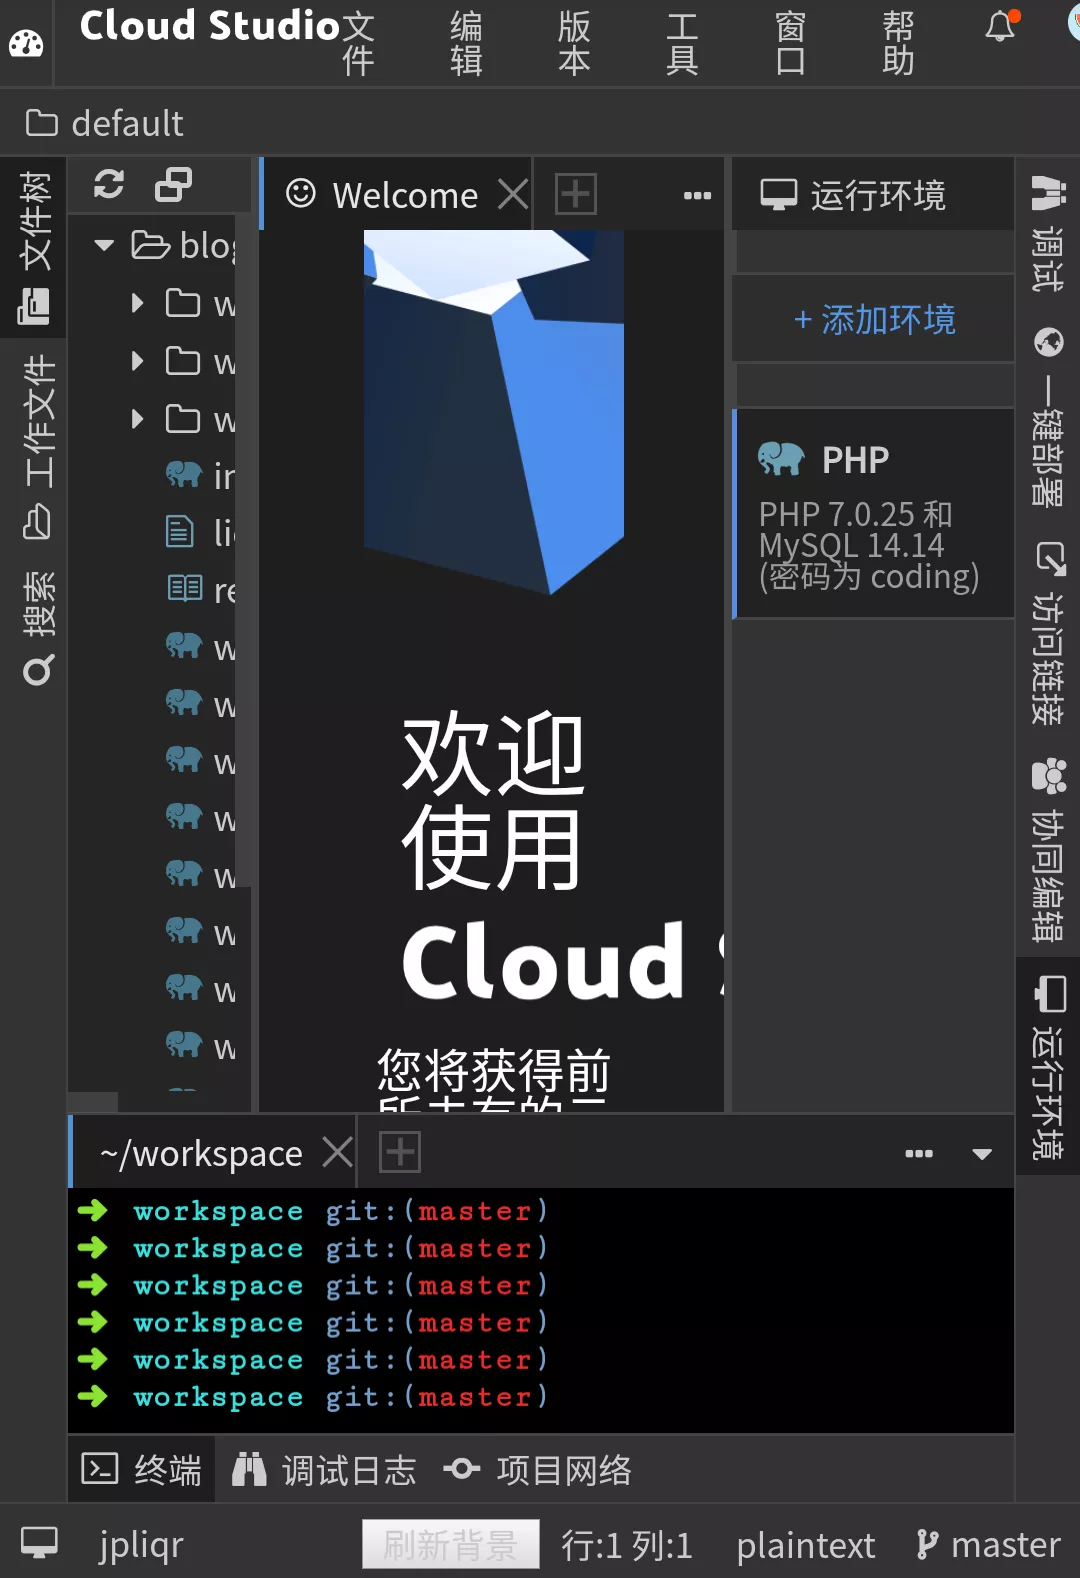 Cloud Studio
文件
编辑
版本
工具
窗口
帮助
default
文件树
工作文件
搜索
Welcome
运行环境
+ 添加环境
PHP
PHP 7.0.25 和
MySQL 14.14
(密码为 coding)
欢迎
使用
Cloud
您将获得前
调试
一键部署
访问链接
协同编辑
运行环境
~/workspace
workspace git:(master)
workspace git:(master)
workspace git:(master)
workspace git:(master)
workspace git:(master)
workspace git:(master)
终端
调试日志
项目网络
jpliqr
刷新背景
行:1 列:1
plaintext
master